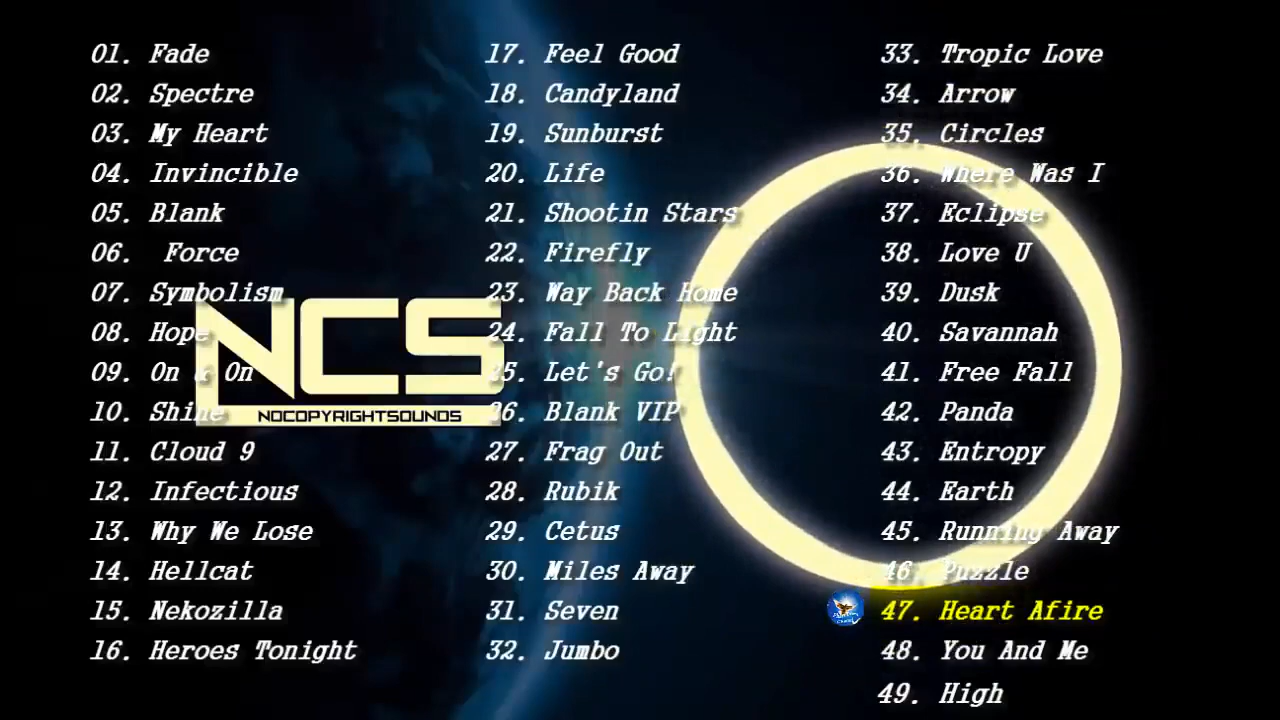 01. Fade
02. Spectre
03. My Heart
04. Invincible
05. Blank
06. Force
07. Symbolism
08. Hope
09. On & On
10. Shine
11. Cloud 9
12. Infectious
13. Why We Lose
14. Hellcat
15. Nekozilla
16. Heroes Tonight
NCS
NOCOPYRIGHTSOUNDS
17. Feel Good
18. Candyland
19. Sunburst
20. Life
21. Shootin Stars
22. Firefly
23. Way Back Home
24. Fall To Light
25. Let's Go!
26. Blank VIP
27. Frag Out
28. Rubik
29. Cetus
30. Miles Away
31. Seven
32. Jumbo
33. Tropic Love
34. Arrow
35. Circles
36. Where Was I
37. Eclipse
38. Love U
39. Dusk
40. Savannah
41. Free Fall
42. Panda
43. Entropy
44. Earth
45. Running Away
46. Puzzle
47. Heart Afire
48. You And Me
49. High